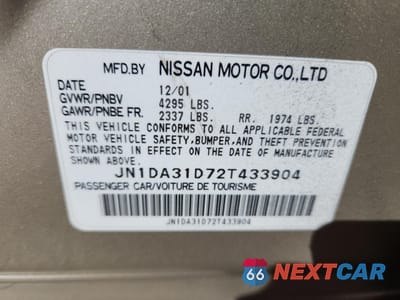 MFD.BY NISSAN MOTOR CO.,LTD
DATE 12/01
GVWR/PNBV 4295 LBS.
GAWR/PNBE FR. 2337 LBS. RR. 1974 LBS.
THIS VEHICLE CONFORMS TO ALL APPLICABLE FEDERAL
MOTOR VEHICLE SAFETY, BUMPER, AND THEFT PREVENTION
STANDARDS IN EFFECT ON THE DATE OF MANUFACTURE
SHOWN ABOVE.
JN1DA31D72T433904
PASSENGER CAR/VOITURE DE TOURISME
JN1DA31D72T433904
66 NEXTCAR